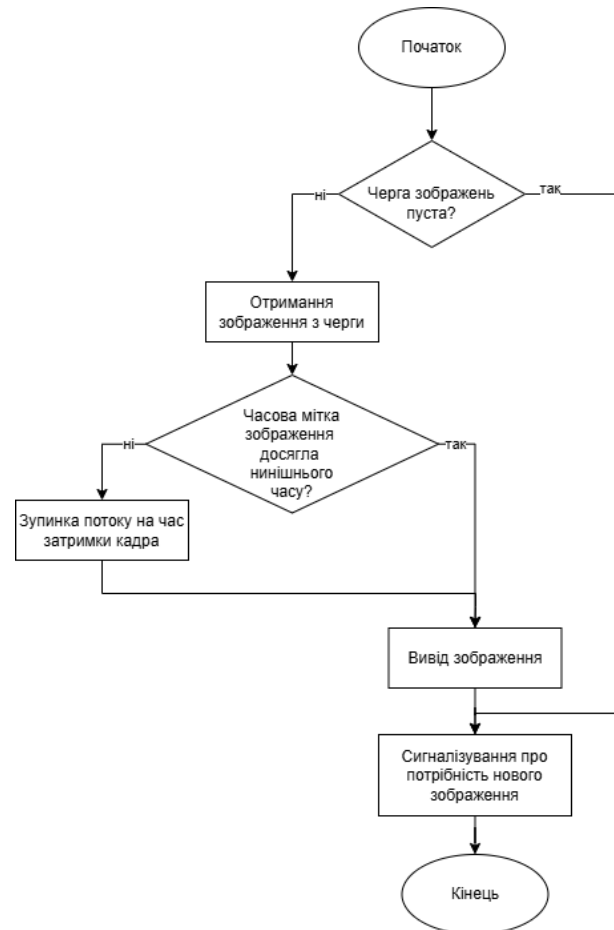 Початок
Черга зображень
пуста?
ні
так
Отримання
зображення з черги
Часова мітка
зображення
досягла
нинішнього
часу?
ні
так
Зупинка потоку на час
затримки кадра
Вивід зображення
Сигналізування про
потрібність нового
зображення
Кінець